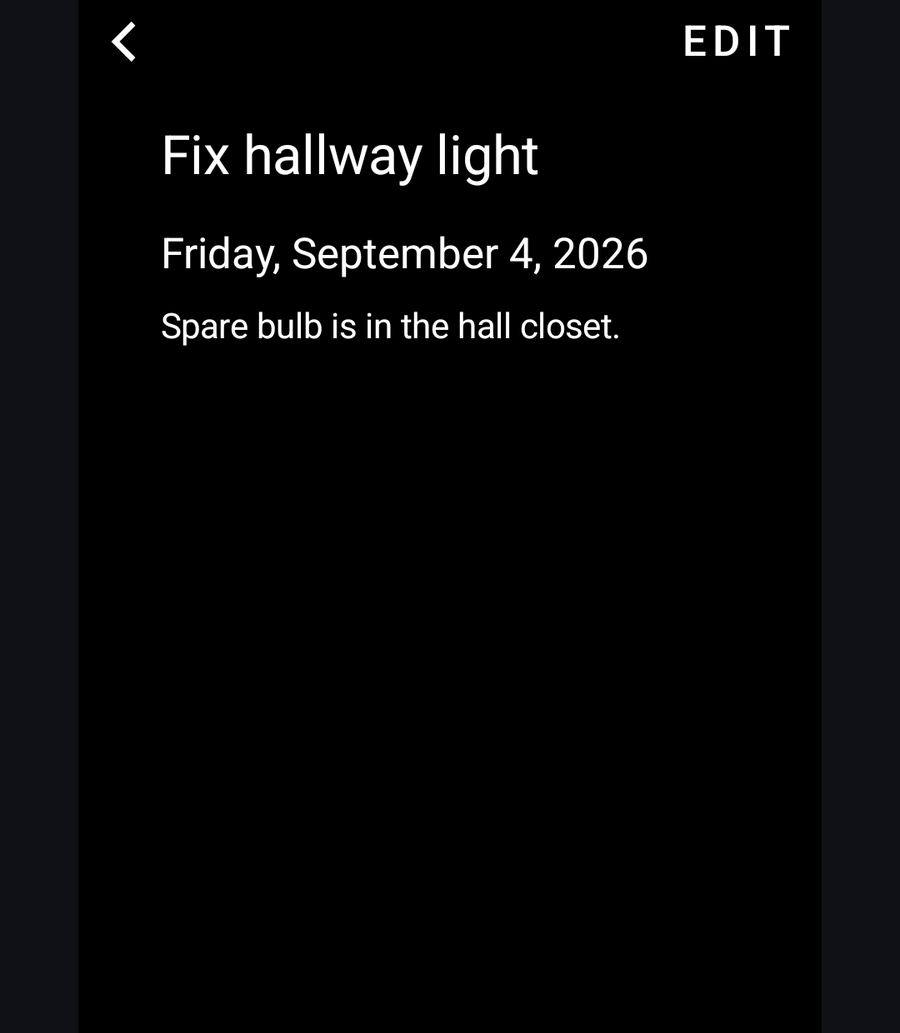 EDIT
Fix hallway light
Friday, September 4, 2026
Spare bulb is in the hall closet.